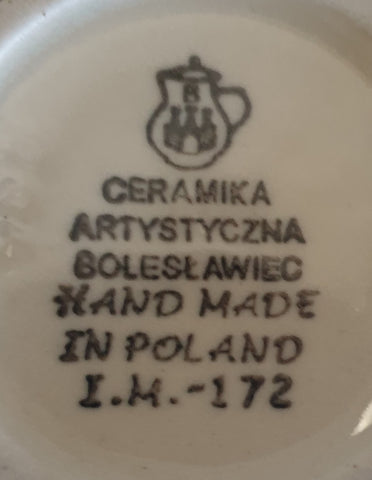 B
CERAMIKA
ARTYSTYCZNA
BOLESŁAWIEC
HAND MADE
IN POLAND
I.M.-172